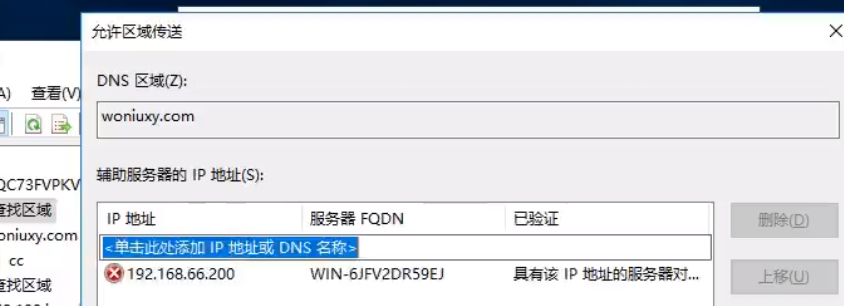 允许区域传送
DNS 区域(Z):
A) 查看(V)
woniuxy.com
辅助服务器的 IP 地址(S):
QC73FVPKV
查找区域
oniuxy.com
cc
查找区域
IP 地址 服务器 FQDN 已验证
<单击此处添加 IP 地址或 DNS 名称>
192.168.66.200 WIN-6JFV2DR59EJ 具有该 IP 地址的服务器对...
删除(D)
上移(U)